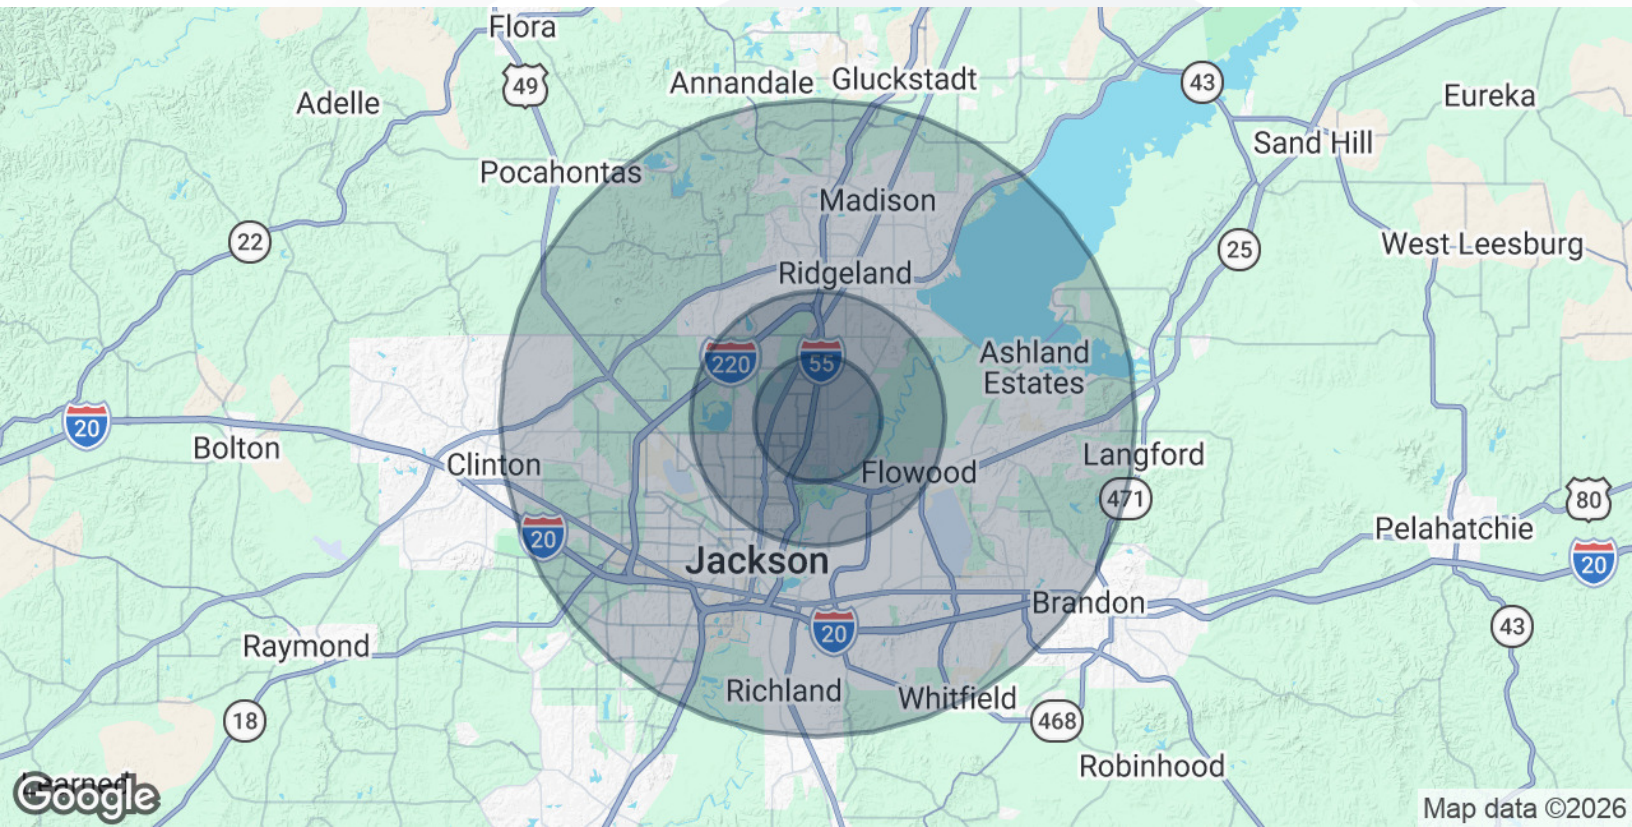 Flora
49
Adelle
Annandale
Gluckstadt
43
Eureka
Sand Hill
Pocahontas
Madison
22
25
West Leesburg
Ridgeland
220
55
Ashland
Estates
20
Bolton
Clinton
Flowood
Langford
471
80
20
Pelahatchie
Jackson
20
Brandon
20
43
Raymond
Richland
Whitfield
18
468
Robinhood
Learned
Google
Map data ©2026